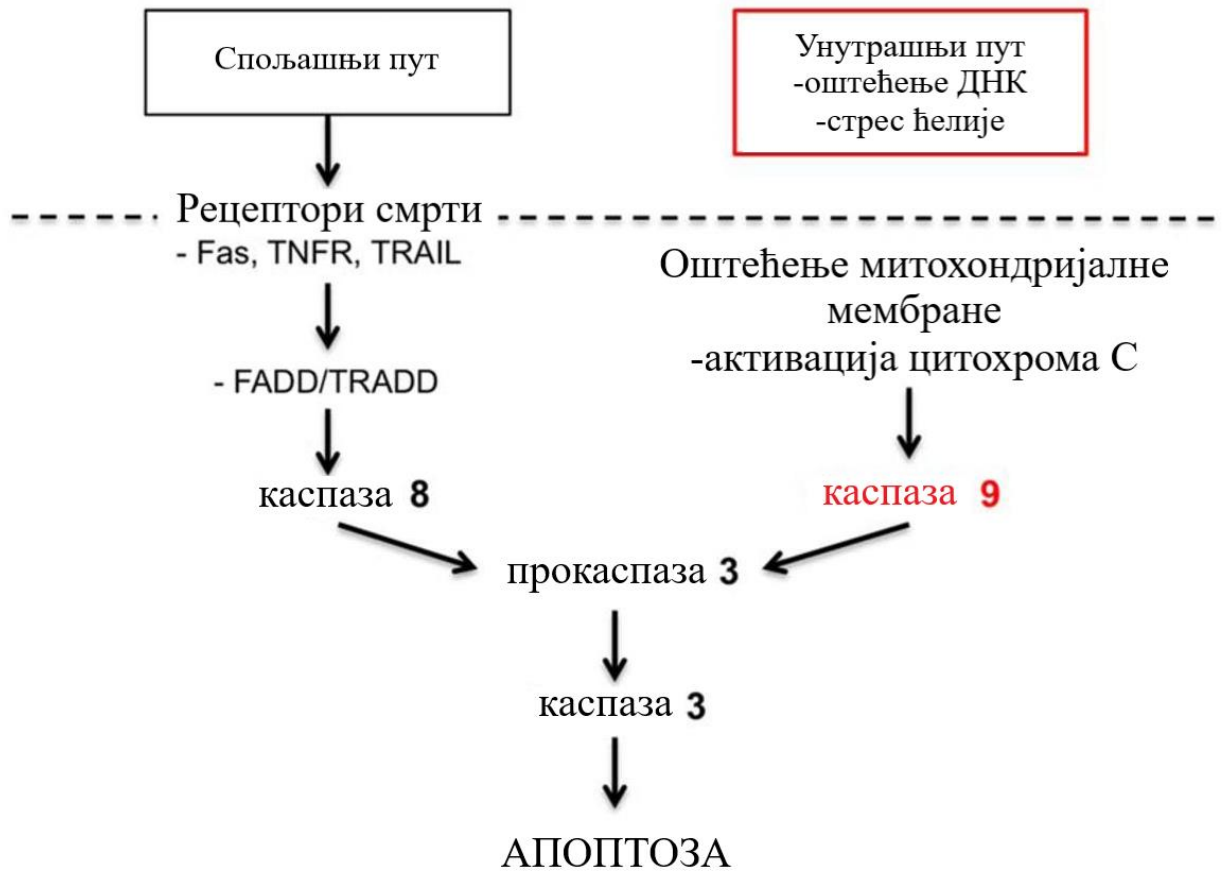 Спољашњи пут
Унутрашњи пут
-оштећење ДНК
-стрес ћелије
Рецептори смрти
- Fas, TNFR, TRAIL
- FADD/TRADD
каспаза 8
Оштећење митохондријалне
мембране
-активација цитохрома С
каспаза 9
прокаспаза 3
каспаза 3
АПОПТОЗА